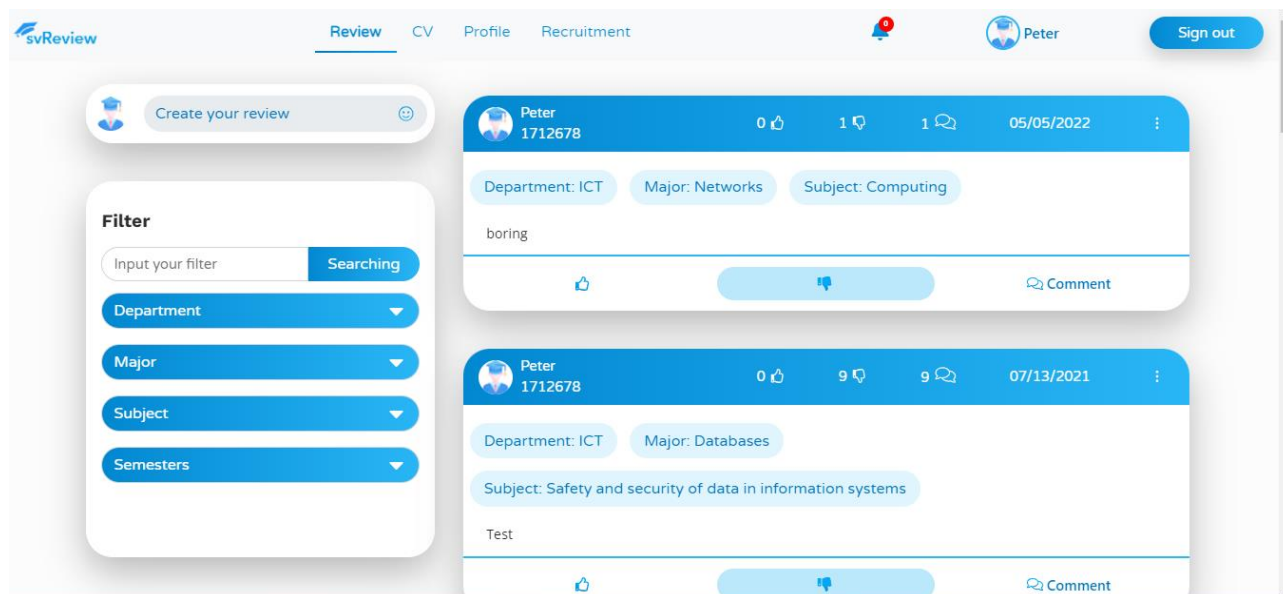 svReview
Review CV Profile Recruitment
0
Peter
Sign out
Create your review
Filter
Input your filter Searching
Department
Major
Subject
Semesters
Peter
1712678
0 1 1 05/05/2022
Department: ICT Major: Networks Subject: Computing
boring
Comment
Peter
1712678
0 9 9 07/13/2021
Department: ICT Major: Databases
Subject: Safety and security of data in information systems
Test
Comment